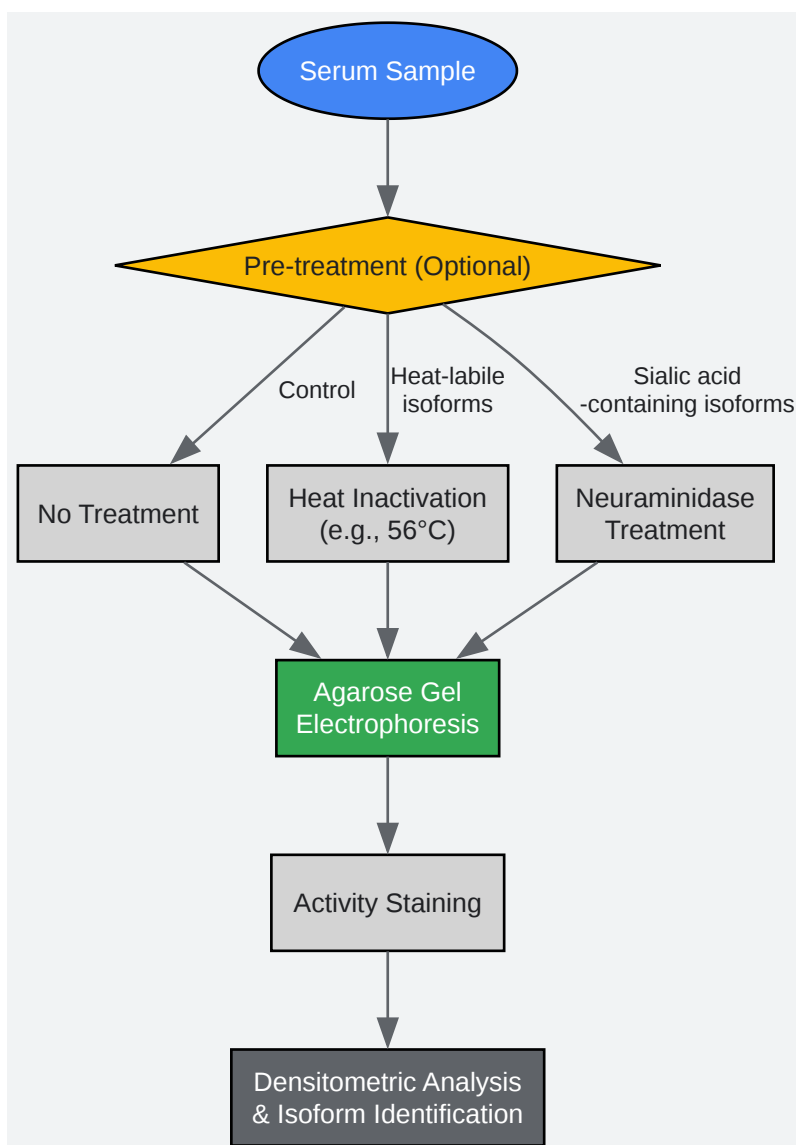 Serum Sample
Pre-treatment (Optional)
Control
Heat-labile
isoforms
Sialic acid
-containing isoforms
No Treatment
Heat Inactivation
(e.g., 56°C)
Neuraminidase
Treatment
Agarose Gel
Electrophoresis
Activity Staining
Densitometric Analysis
& Isoform Identification